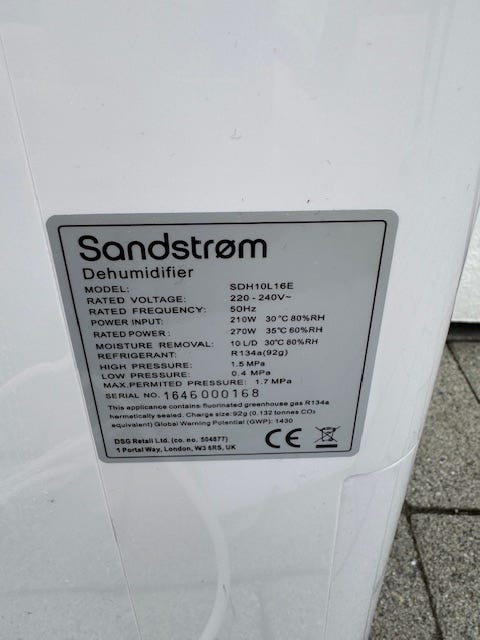 Sandstrøm
Dehumidifier
MODEL: SDH10L16E
RATED VOLTAGE: 220 - 240V~
RATED FREQUENCY: 50Hz
POWER INPUT: 210W 30°C 80%RH
RATED POWER: 270W 35°C 60%RH
MOISTURE REMOVAL: 10 L/D 30°C 80%RH
REFRIGERANT: R134a(92g)
HIGH PRESSURE: 1.5 MPa
LOW PRESSURE: 0.4 MPa
MAX.PERMITED PRESSURE: 1.7 MPa
SERIAL NO. 1646000168
This appliance contains fluorinated greenhouse gas R134a
hermetically sealed. Charge size: 92g (0.132 tonnes CO₂
equivalent) Global Warming Potential (GWP): 1430
DSG Retail Ltd. (co. no. 504877)
1 Portal Way, London, W3 6RS, UK
CE